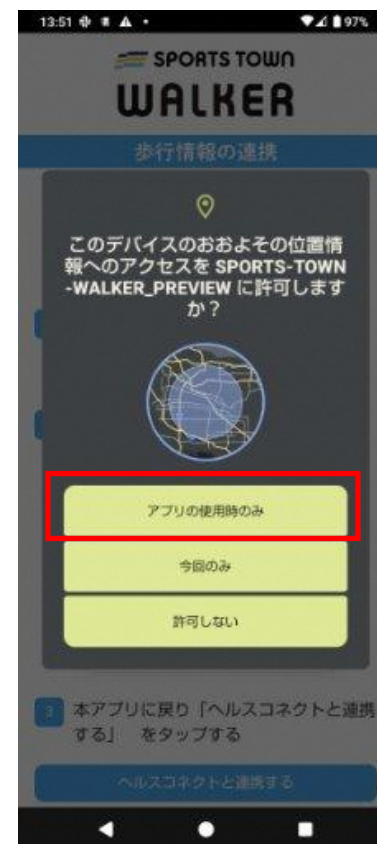 13:51
97%
SPORTS TOWN
WALKER
歩行情報の連携
このデバイスのおおよその位置情
報へのアクセスを SPORTS-TOWN
-WALKER_PREVIEW に許可します
か？
アプリの使用時のみ
今回のみ
許可しない
3 本アプリに戻り「ヘルスコネクトと連携
する」 をタップする
ヘルスコネクトと連携する